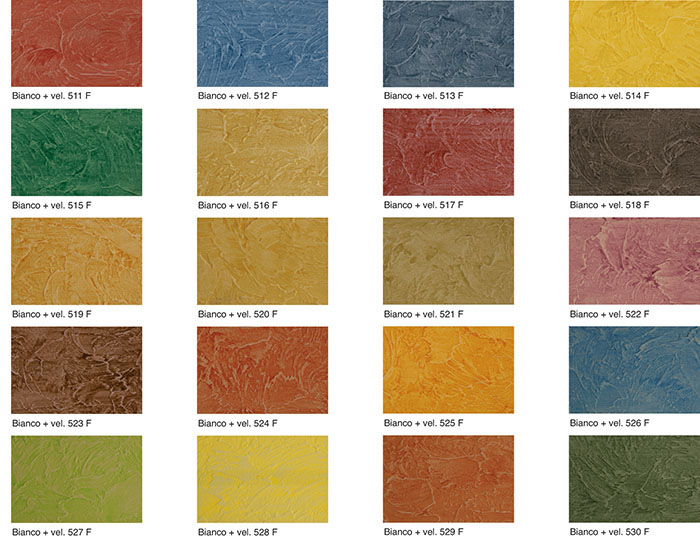 Bianco + vel. 511 F
Bianco + vel. 512 F
Bianco + vel. 513 F
Bianco + vel. 514 F
Bianco + vel. 515 F
Bianco + vel. 516 F
Bianco + vel. 517 F
Bianco + vel. 518 F
Bianco + vel. 519 F
Bianco + vel. 520 F
Bianco + vel. 521 F
Bianco + vel. 522 F
Bianco + vel. 523 F
Bianco + vel. 524 F
Bianco + vel. 525 F
Bianco + vel. 526 F
Bianco + vel. 527 F
Bianco + vel. 528 F
Bianco + vel. 529 F
Bianco + vel. 530 F